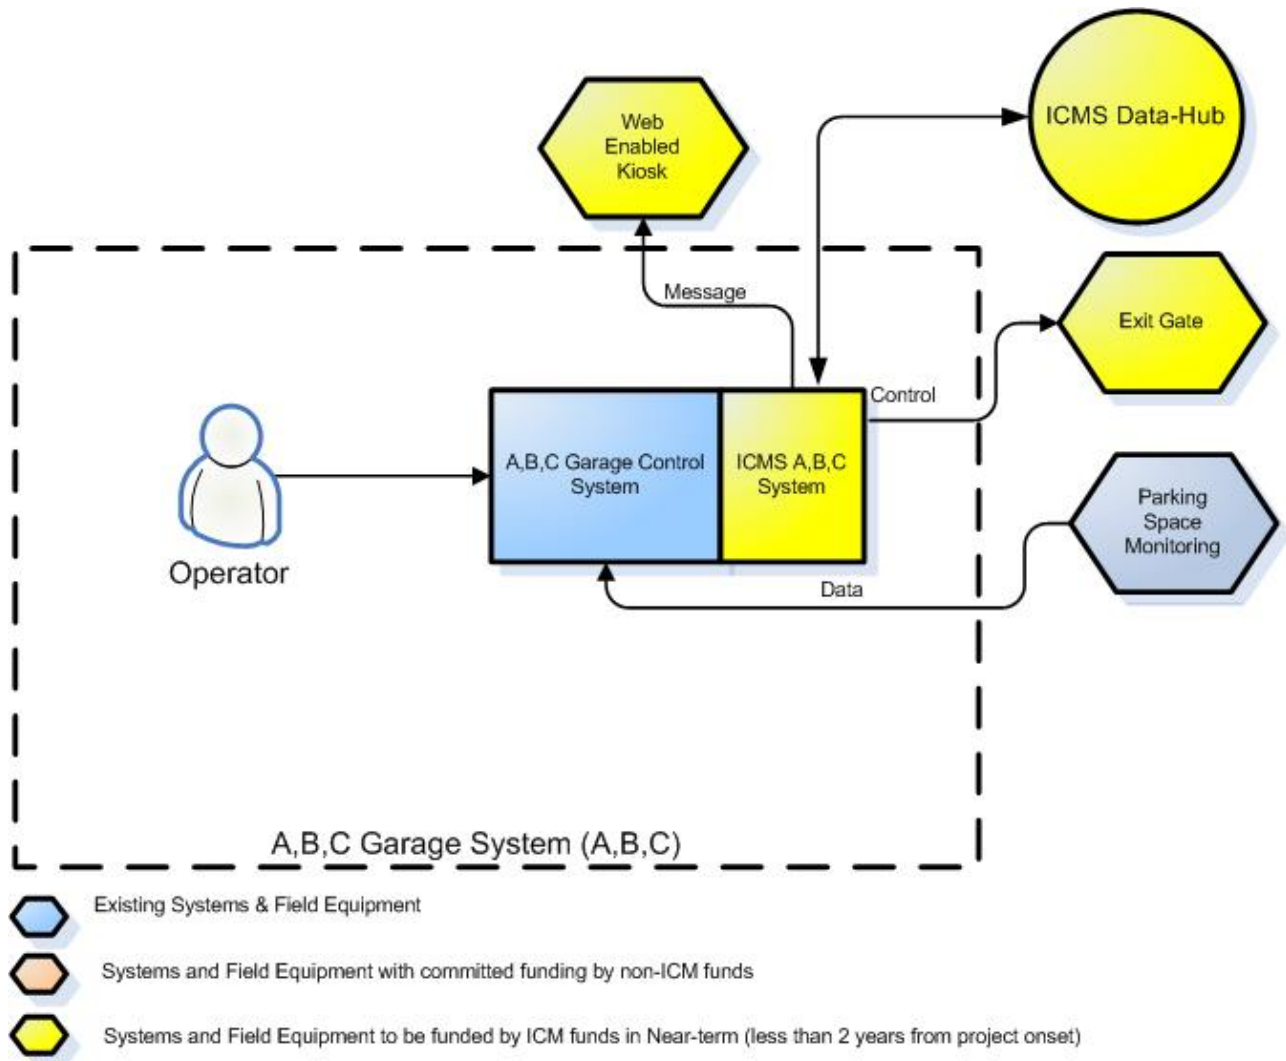 Web
Enabled
Kiosk
ICMS Data-Hub
Message
Exit Gate
Control
A,B,C Garage Control
System
ICMS A,B,C
System
Parking
Space
Monitoring
Operator
Data
A,B,C Garage System (A,B,C)
Existing Systems & Field Equipment
Systems and Field Equipment with committed funding by non-ICM funds
Systems and Field Equipment to be funded by ICM funds in Near-term (less than 2 years from project onset)